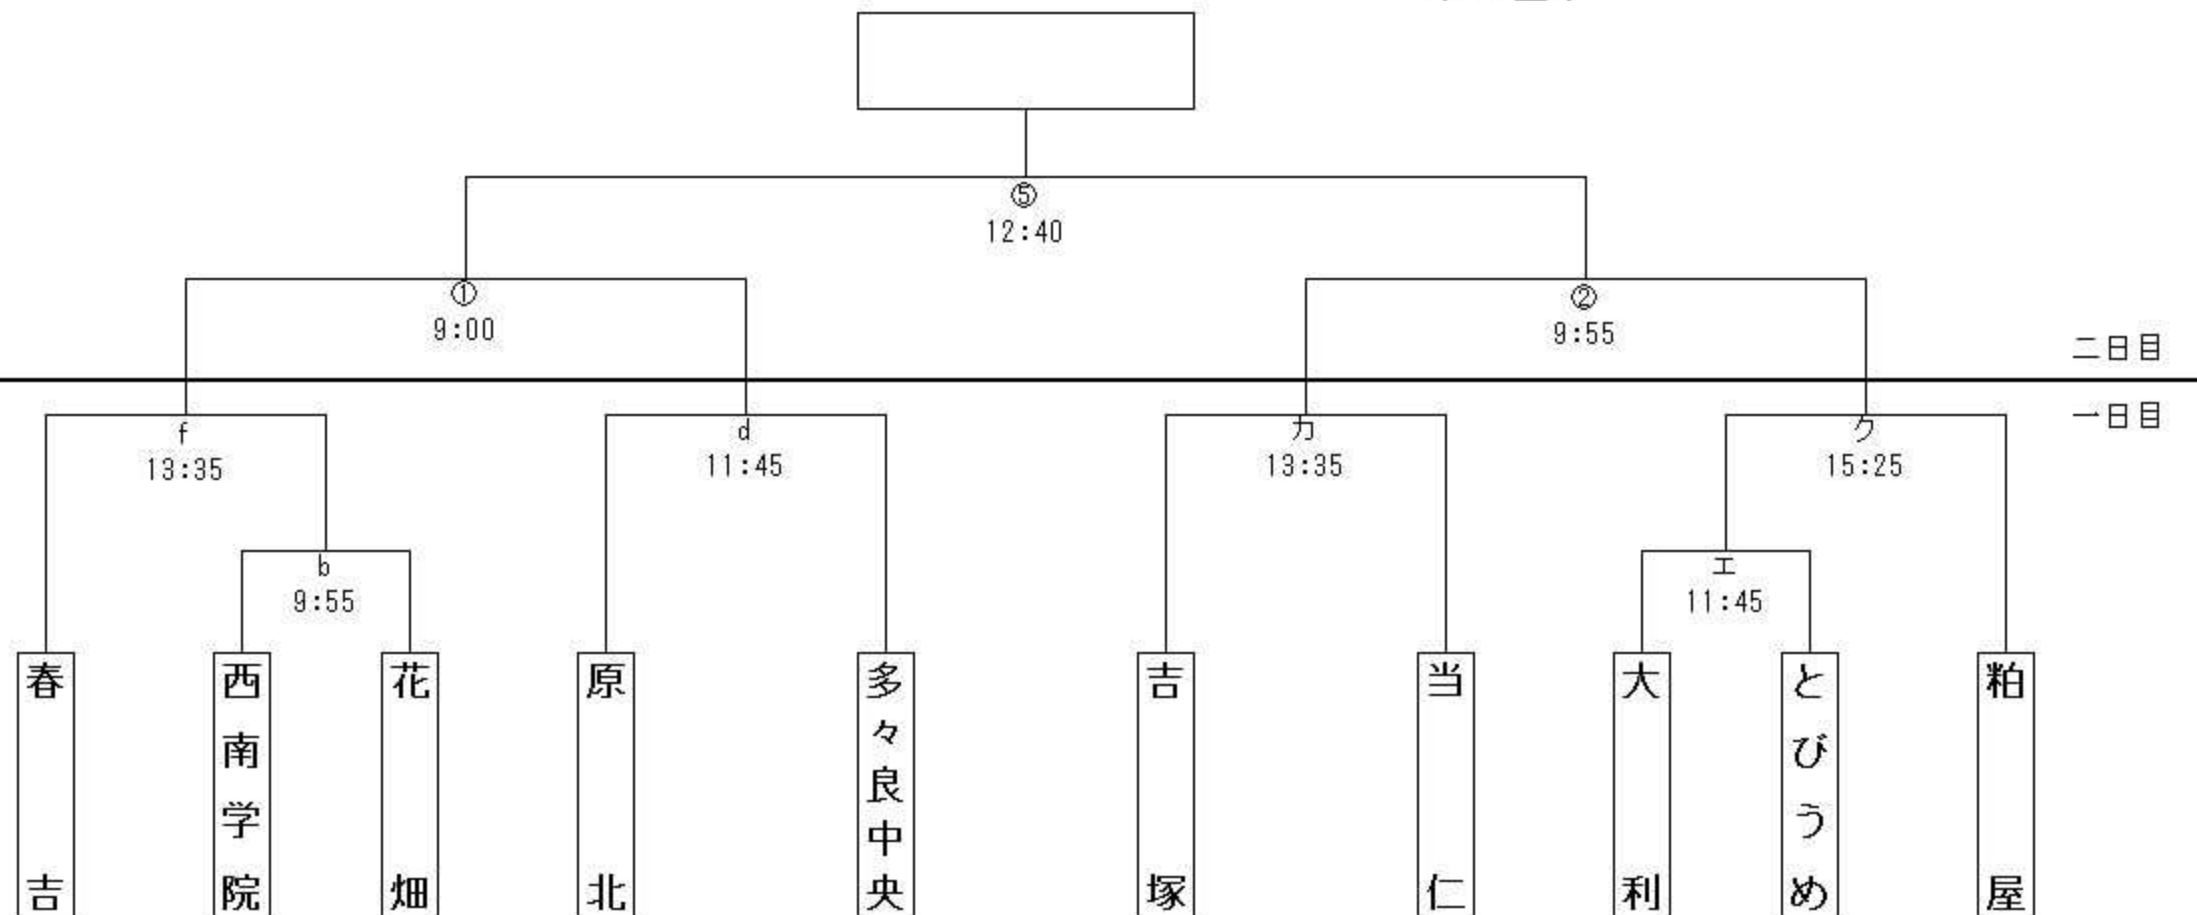 ⑤
12:40
①
9:00
②
9:55
二日目
一日目
f
13:35
d
11:45
カ
13:35
ク
15:25
b
9:55
エ
11:45
春吉
西南学院
花畑
原北
多々良中央
吉塚
当仁
大利
とびうめ
粕屋